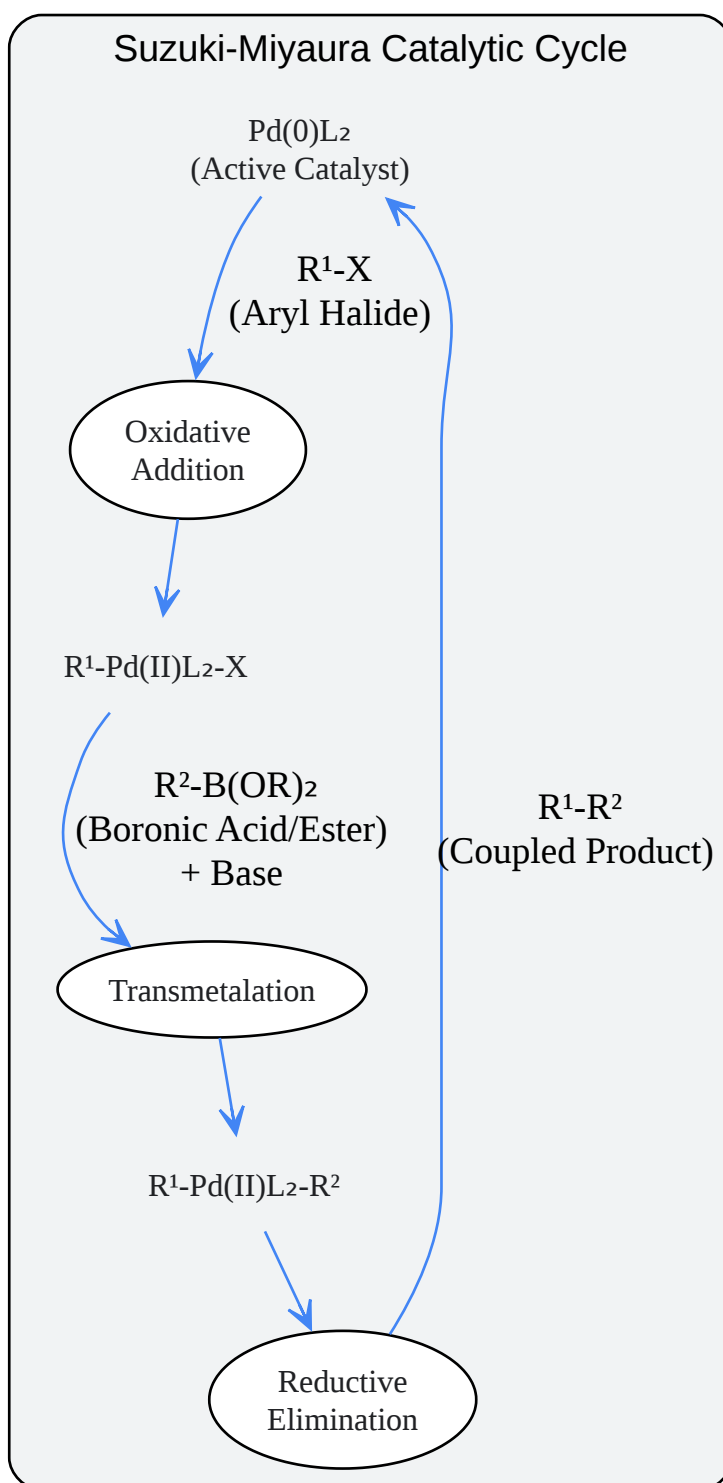 Suzuki-Miyaura Catalytic Cycle
Pd(0)L₂
(Active Catalyst)
R¹-X
(Aryl Halide)
Oxidative
Addition
R¹-Pd(II)L₂-X
R²-B(OR)₂
(Boronic Acid/Ester)
+ Base
R¹-R²
(Coupled Product)
Transmetalation
R¹-Pd(II)L₂-R²
Reductive
Elimination